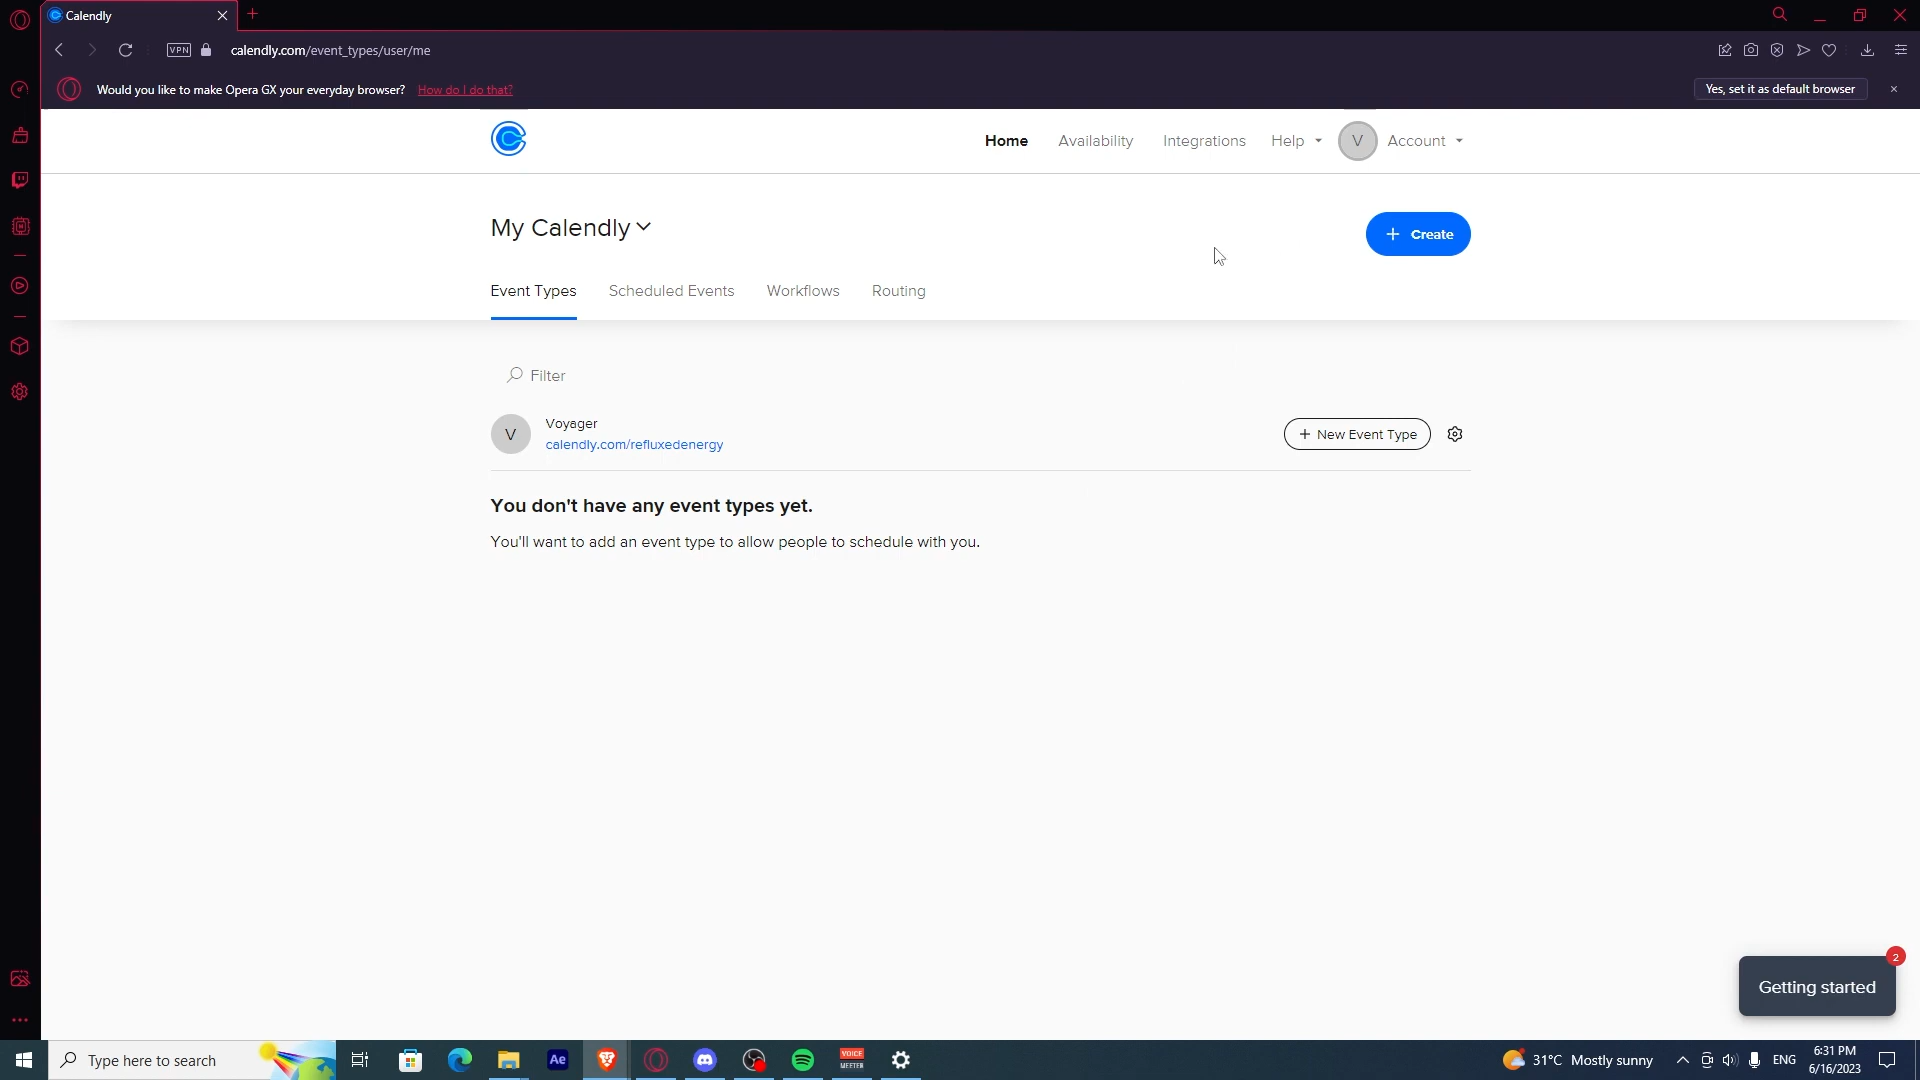 Calendly
VPN
calendly.com/event_types/user/me
Would you like to make Opera GX your everyday browser? How do I do that?
Yes, set it as default browser
Home
Availability
Integrations
Help
V
Account
My Calendly
+ Create
Event Types
Scheduled Events
Workflows
Routing
Filter
V
Voyager
calendly.com/refluxedenergy
+ New Event Type
You don't have any event types yet.
You'll want to add an event type to allow people to schedule with you.
2
Getting started
Type here to search
Ae
VOICE
MEETER
31°C Mostly sunny
ENG
6:31 PM
6/16/2023